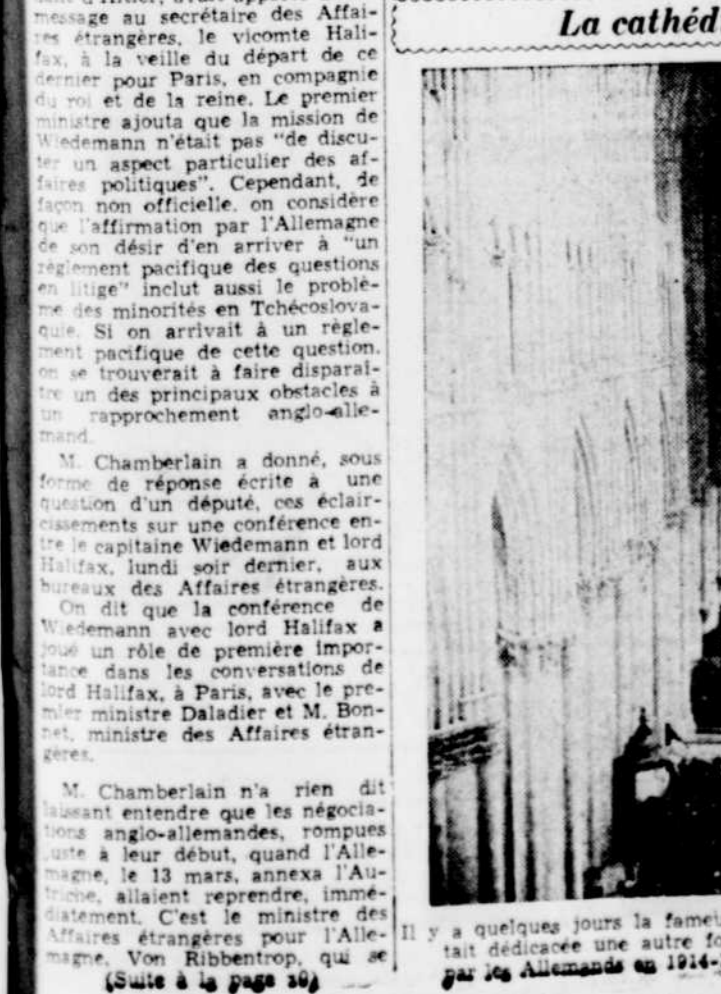 message au secrétaire des Affai-
res étrangères, le vicomte Hali-
fax, à la veille du départ de ce
dernier pour Paris, en compagnie
du roi et de la reine. Le premier
ministre ajouta que la mission de
Wiedemann n'était pas "de discu-
ter un aspect particulier des af-
faires politiques". Cependant, de
façon non officielle, on considère
que l'affirmation par l'Allemagne
de son désir d'en arriver à "un
règlement pacifique des questions
en litige" inclut aussi le problè-
me des minorités en Tchécoslova-
quie. Si on arrivait à un règle-
ment pacifique de cette question,
on se trouverait à faire disparaî-
tre un des principaux obstacles à
un rapprochement anglo-alle-
mand.
M. Chamberlain a donné, sous
forme de réponse écrite à une
question d'un député, ces éclair-
cissements sur une conférence en-
tre le capitaine Wiedemann et lord
Halifax, lundi soir dernier, aux
bureaux des Affaires étrangères.
On dit que la conférence de
Wiedemann avec lord Halifax a
joué un rôle de première impor-
tance dans les conversations de
lord Halifax, à Paris, avec le pre-
mier ministre Daladier et M. Bon-
net, ministre des Affaires étran-
gères.
M. Chamberlain n'a rien dit
laissant entendre que les négocia-
tions anglo-allemandes, rompues
juste à leur début, quand l'Alle-
magne, le 13 mars, annexa l'Au-
triche, allaient reprendre, immé-
diatement. C'est le ministre des
Affaires étrangères pour l'Alle-
magne, Von Ribbentrop, qui se
(Suite à la page 10)
La cathéd
Il y a quelques jours la fameu
tait dédicacée une autre fo
par les Allemands en 1914-